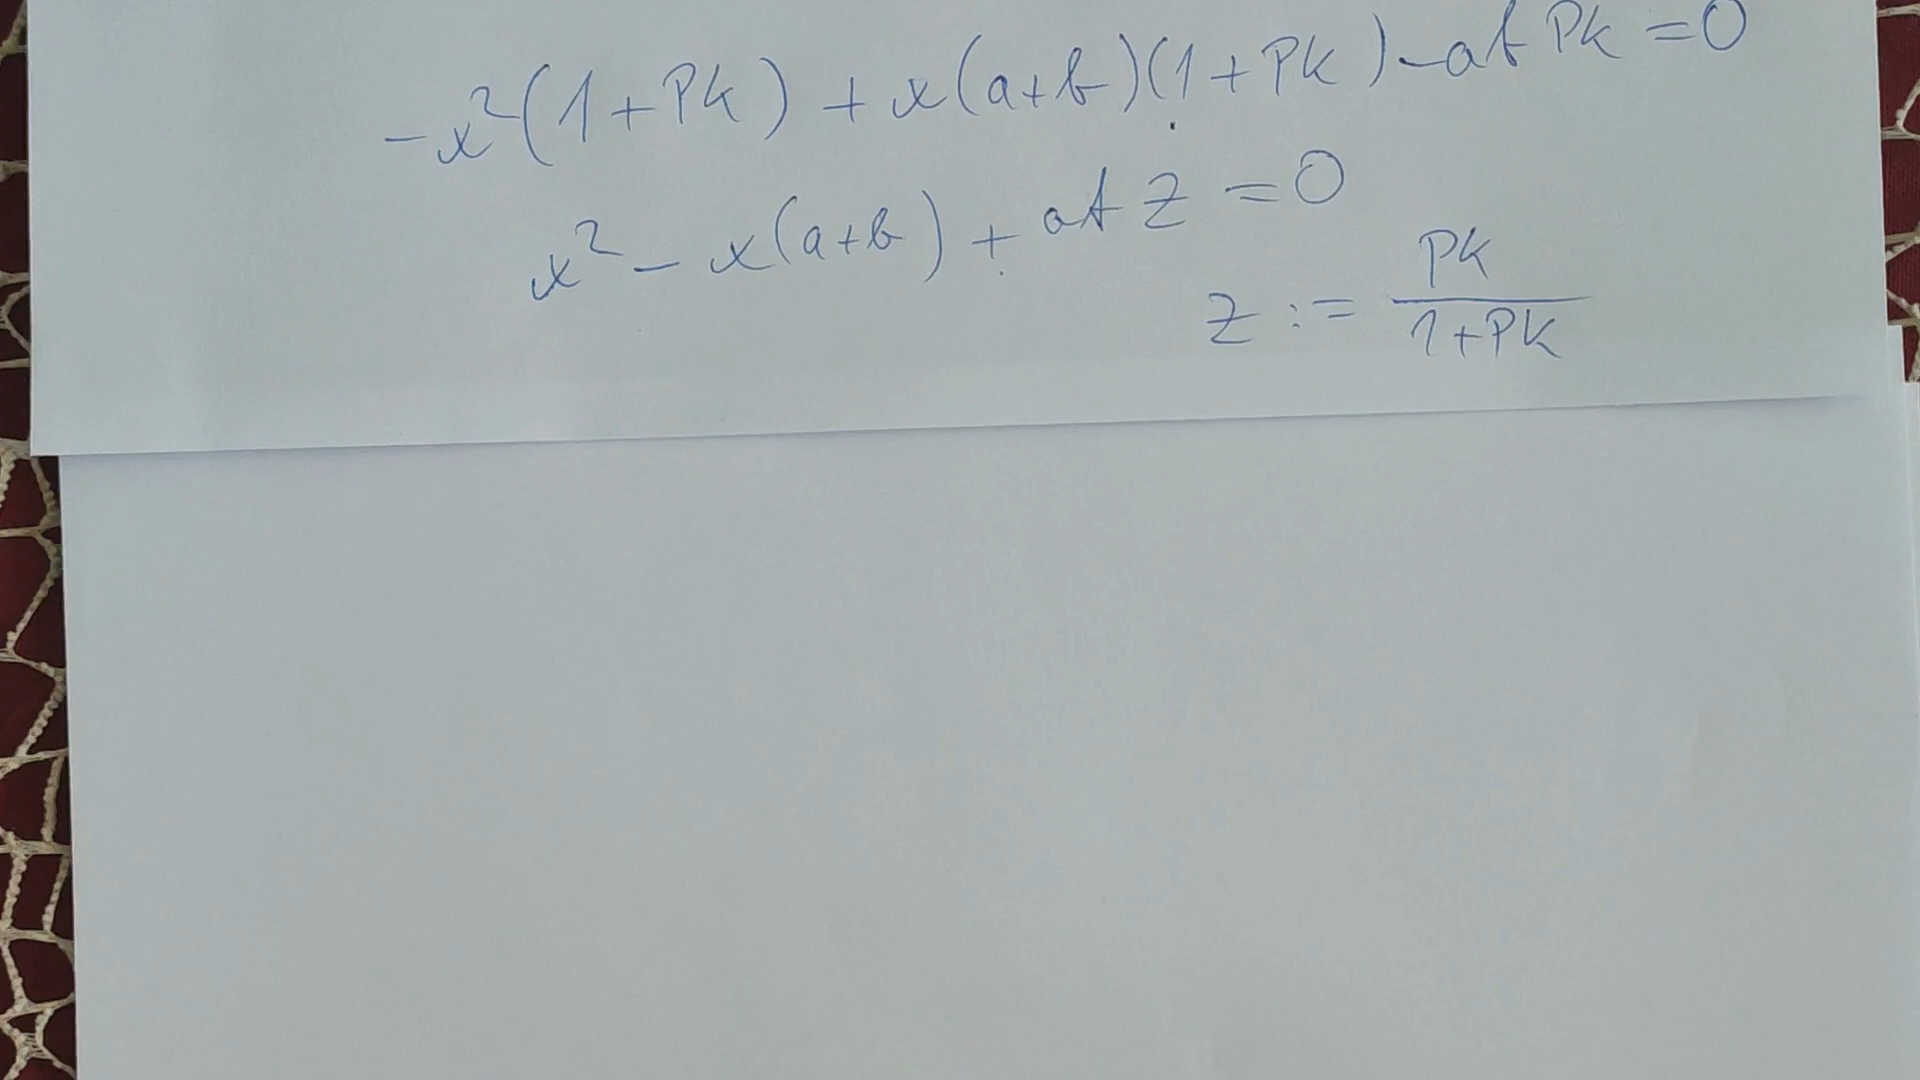 -x²(1+PK) + x(a+b)(1+PK) - ab PK = 0
x² - x(a+b) + ab z = 0
z := PK / 1+PK